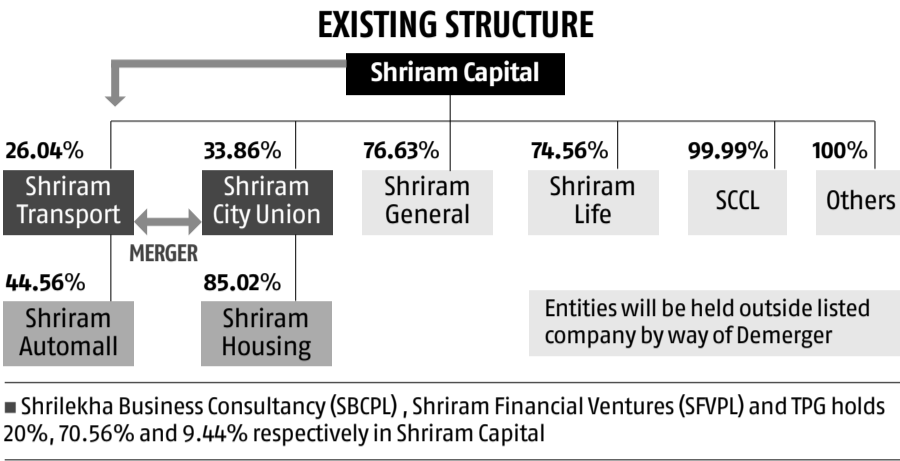 EXISTING STRUCTURE
Shriram Capital
26.04%
33.86%
76.63%
74.56%
99.99%
100%
Shriram
Transport
Shriram
City Union
Shriram
General
Shriram
Life
SCCL
Others
MERGER
44.56%
85.02%
Shriram
Automall
Shriram
Housing
Entities will be held outside listed
company by way of Demerger
■ Shrilekha Business Consultancy (SBCPL) , Shriram Financial Ventures (SFVPL) and TPG holds
20%, 70.56% and 9.44% respectively in Shriram Capital